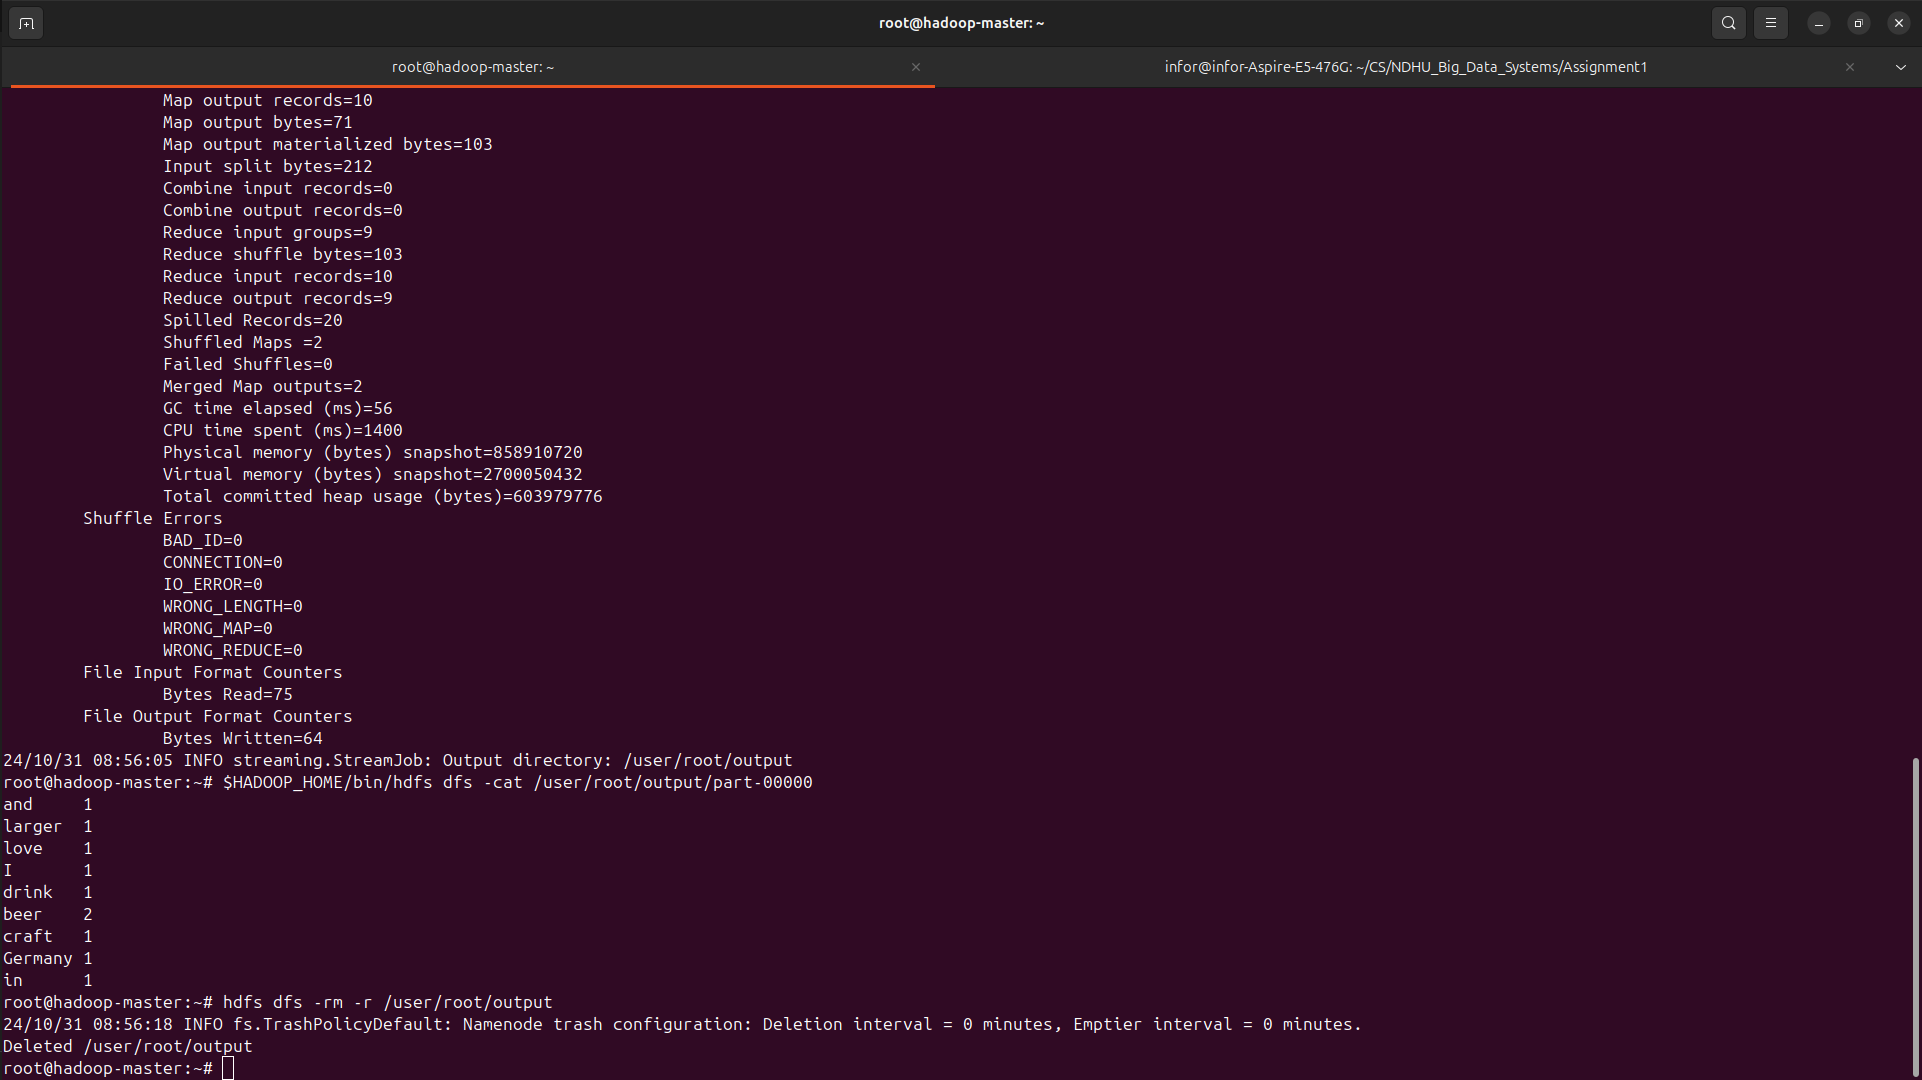 root@hadoop-master: ~
root@hadoop-master: ~
infor@infor-Aspire-E5-476G: ~/CS/NDHU_Big_Data_Systems/Assignment1
Map output records=10
Map output bytes=71
Map output materialized bytes=103
Input split bytes=212
Combine input records=0
Combine output records=0
Reduce input groups=9
Reduce shuffle bytes=103
Reduce input records=10
Reduce output records=9
Spilled Records=20
Shuffled Maps =2
Failed Shuffles=0
Merged Map outputs=2
GC time elapsed (ms)=56
CPU time spent (ms)=1400
Physical memory (bytes) snapshot=858910720
Virtual memory (bytes) snapshot=2700050432
Total committed heap usage (bytes)=603979776
Shuffle Errors
BAD_ID=0
CONNECTION=0
IO_ERROR=0
WRONG_LENGTH=0
WRONG_MAP=0
WRONG_REDUCE=0
File Input Format Counters
Bytes Read=75
File Output Format Counters
Bytes Written=64
24/10/31 08:56:05 INFO streaming.StreamJob: Output directory: /user/root/output
root@hadoop-master:~# $HADOOP_HOME/bin/hdfs dfs -cat /user/root/output/part-00000
and 1
larger 1
love 1
I 1
drink 1
beer 2
craft 1
Germany 1
in 1
root@hadoop-master:~# hdfs dfs -rm -r /user/root/output
24/10/31 08:56:18 INFO fs.TrashPolicyDefault: Namenode trash configuration: Deletion interval = 0 minutes, Emptier interval = 0 minutes.
Deleted /user/root/output
root@hadoop-master:~#